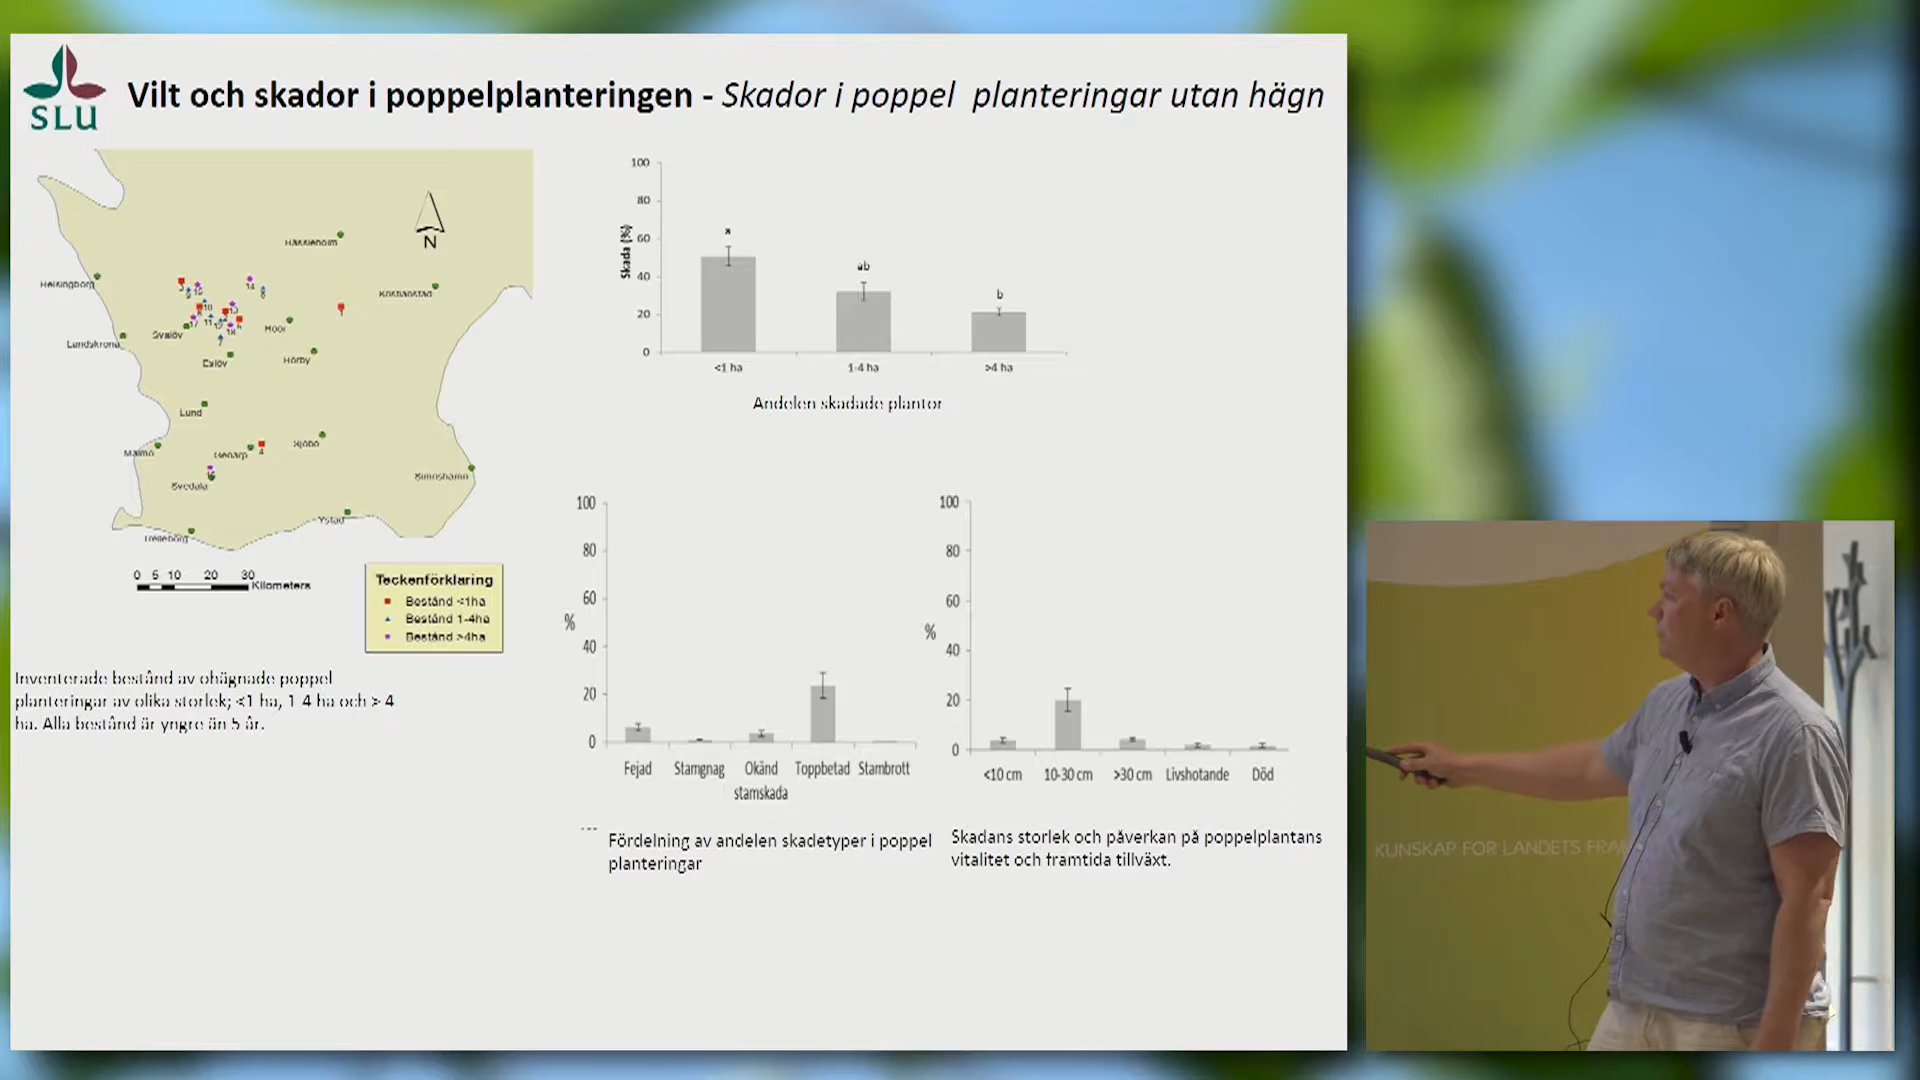 SLU
Vilt och skador i poppelplanteringen - Skador i poppel planteringar utan hägn
N
Hässleholm
Helsingborg
Kristianstad
Landskrona
Svalöv
Höör
Eslöv
Hörby
Lund
Malmö
Genarp
Sjöbo
Svedala
Simrishamn
Ystad
Trelleborg
0 5 10 20 30
Kilometers
Teckenförklaring
Bestånd <1ha
Bestånd 1-4ha
Bestånd >4ha
Inventerade bestånd av ohägnade poppel
planteringar av olika storlek; <1 ha, 1 4 ha och > 4
ha. Alla bestånd är yngre än 5 år.
Skada (%)
100
80
60
40
20
0
a
ab
b
<1 ha
1-4 ha
>4 ha
Andelen skadade plantor
%
100
80
60
40
20
0
Fejad
Stamgnag
Okänd
stamskada
Toppbetad
Stambrott
Fördelning av andelen skadetyper i poppel
planteringar
%
100
80
60
40
20
0
<10 cm
10-30 cm
>30 cm
Livshotande
Död
Skadans storlek och påverkan på poppelplantans
vitalitet och framtida tillväxt.
KUNSKAP FÖR LANDETS